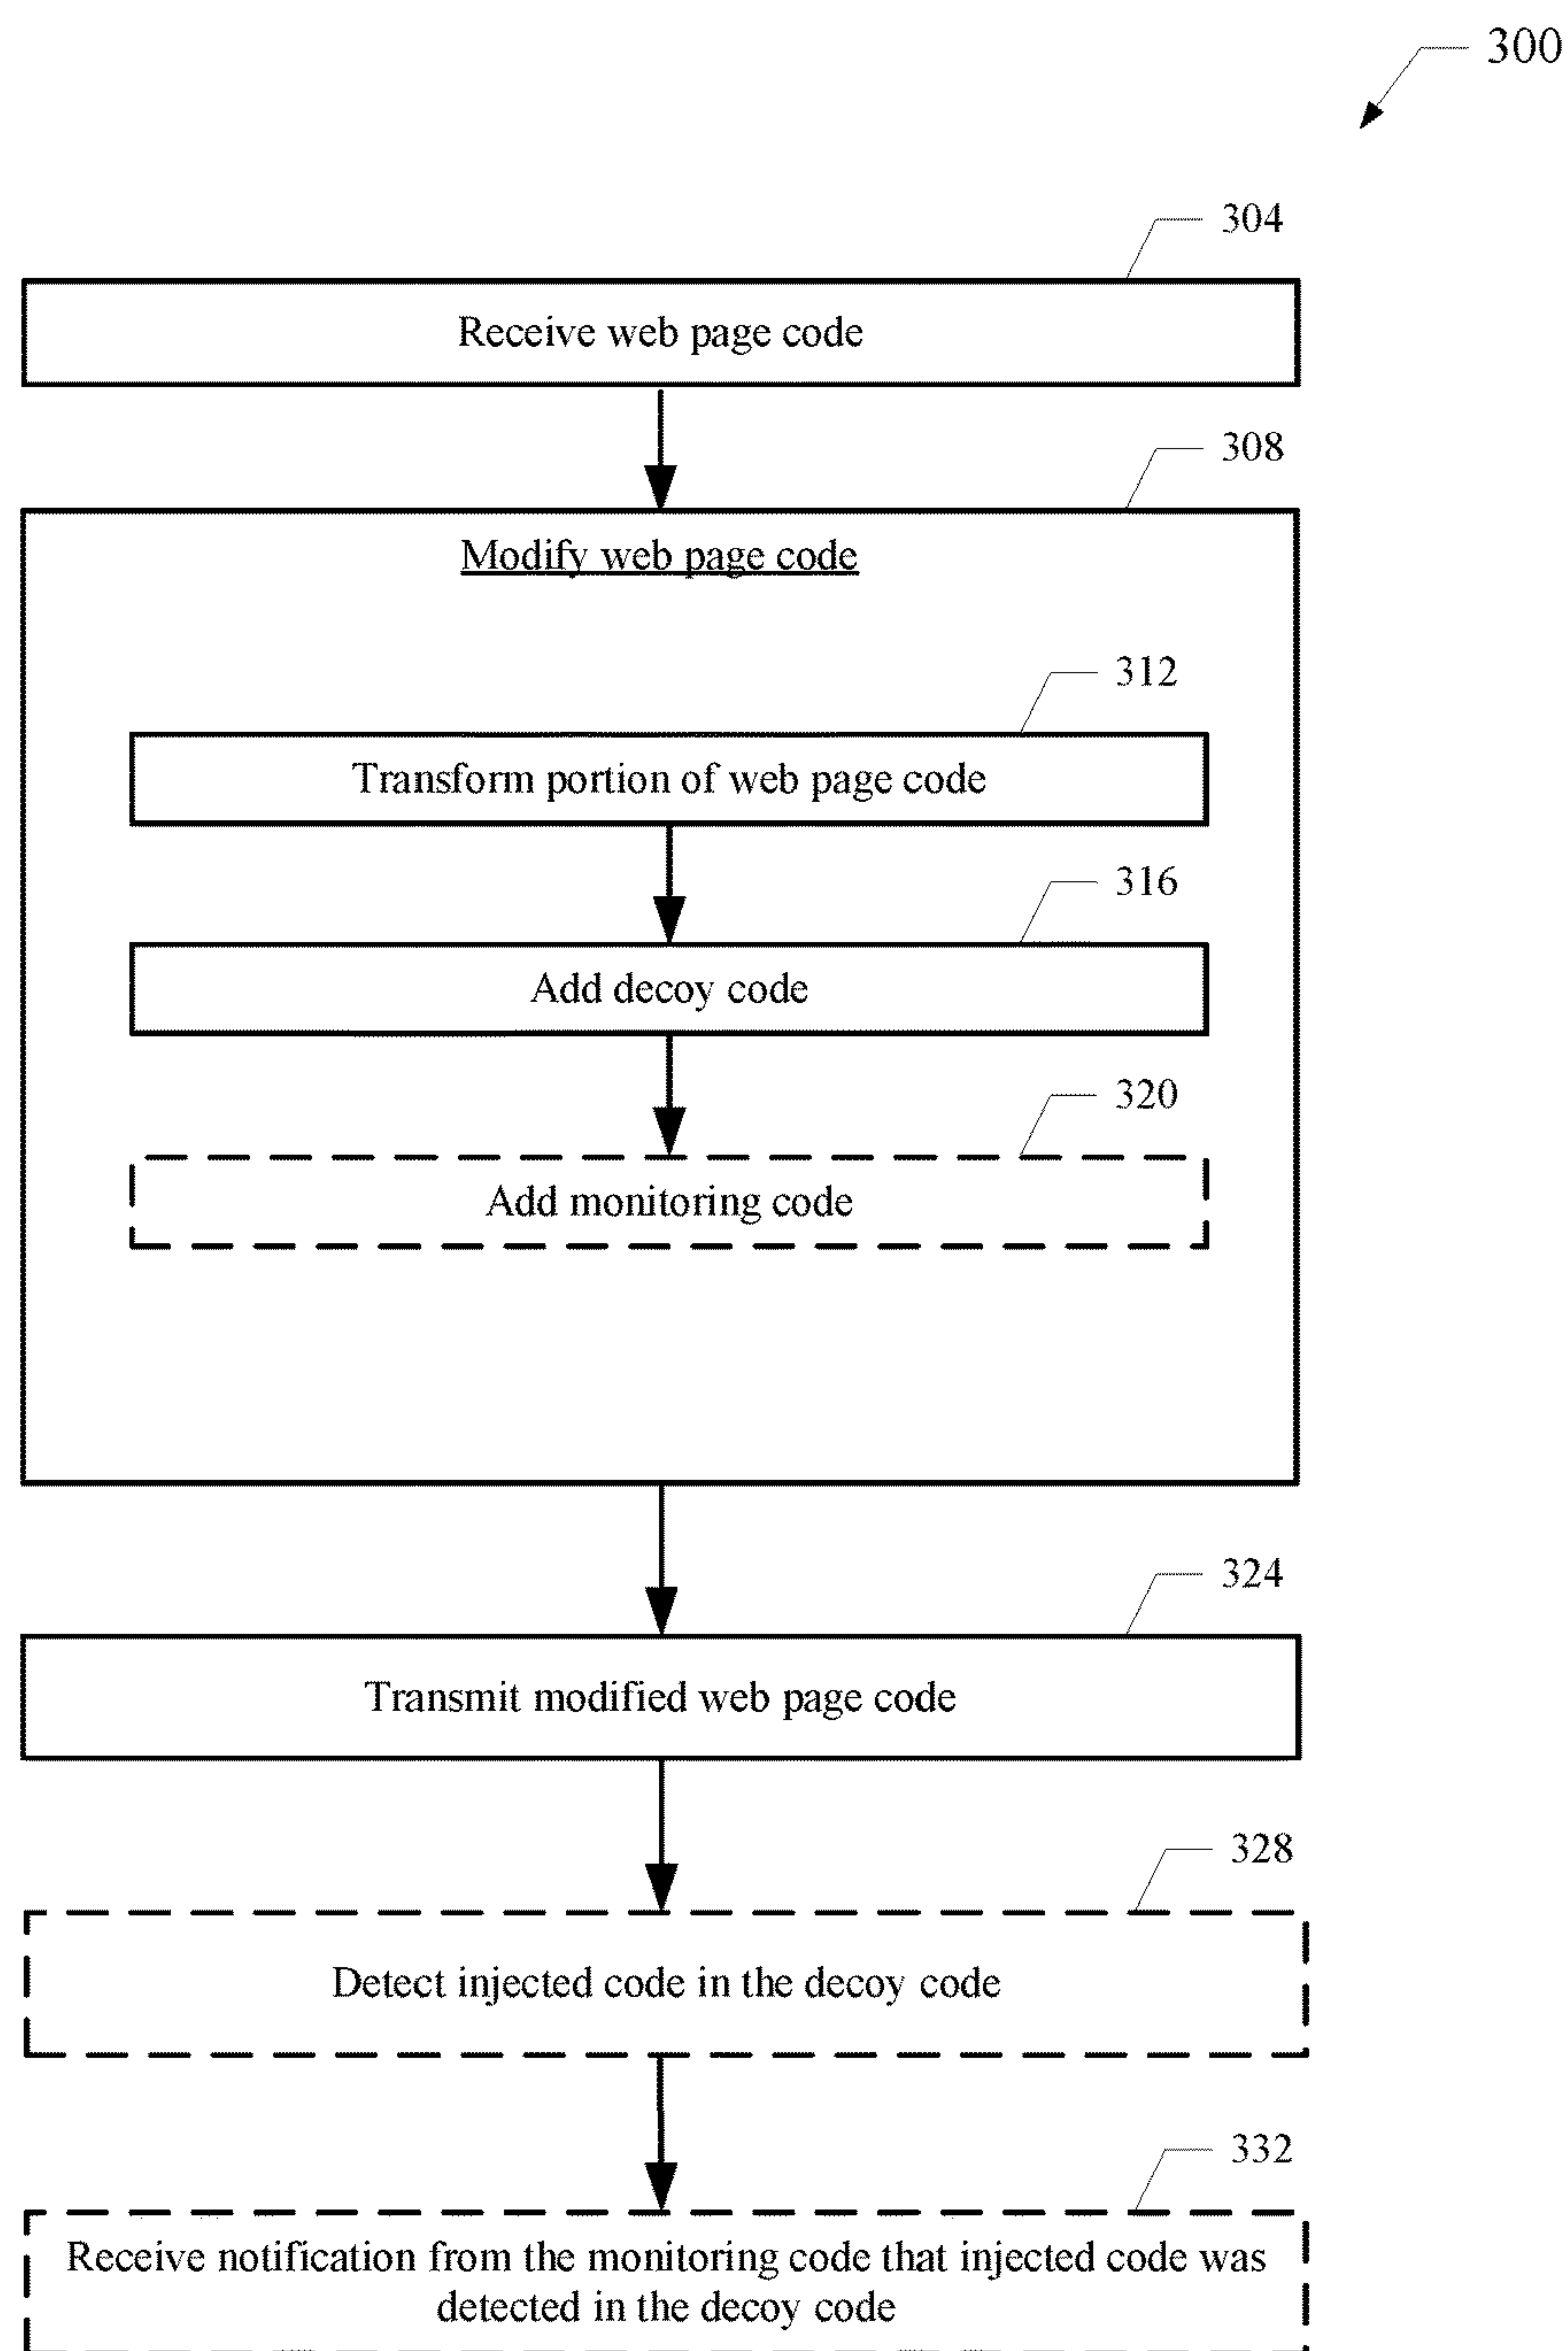 300
304
Receive web page code
308
Modify web page code
312
Transform portion of web page code
316
Add decoy code
320
Add monitoring code
324
Transmit modified web page code
328
Detect injected code in the decoy code
332
Receive notification from the monitoring code that injected code was
detected in the decoy code